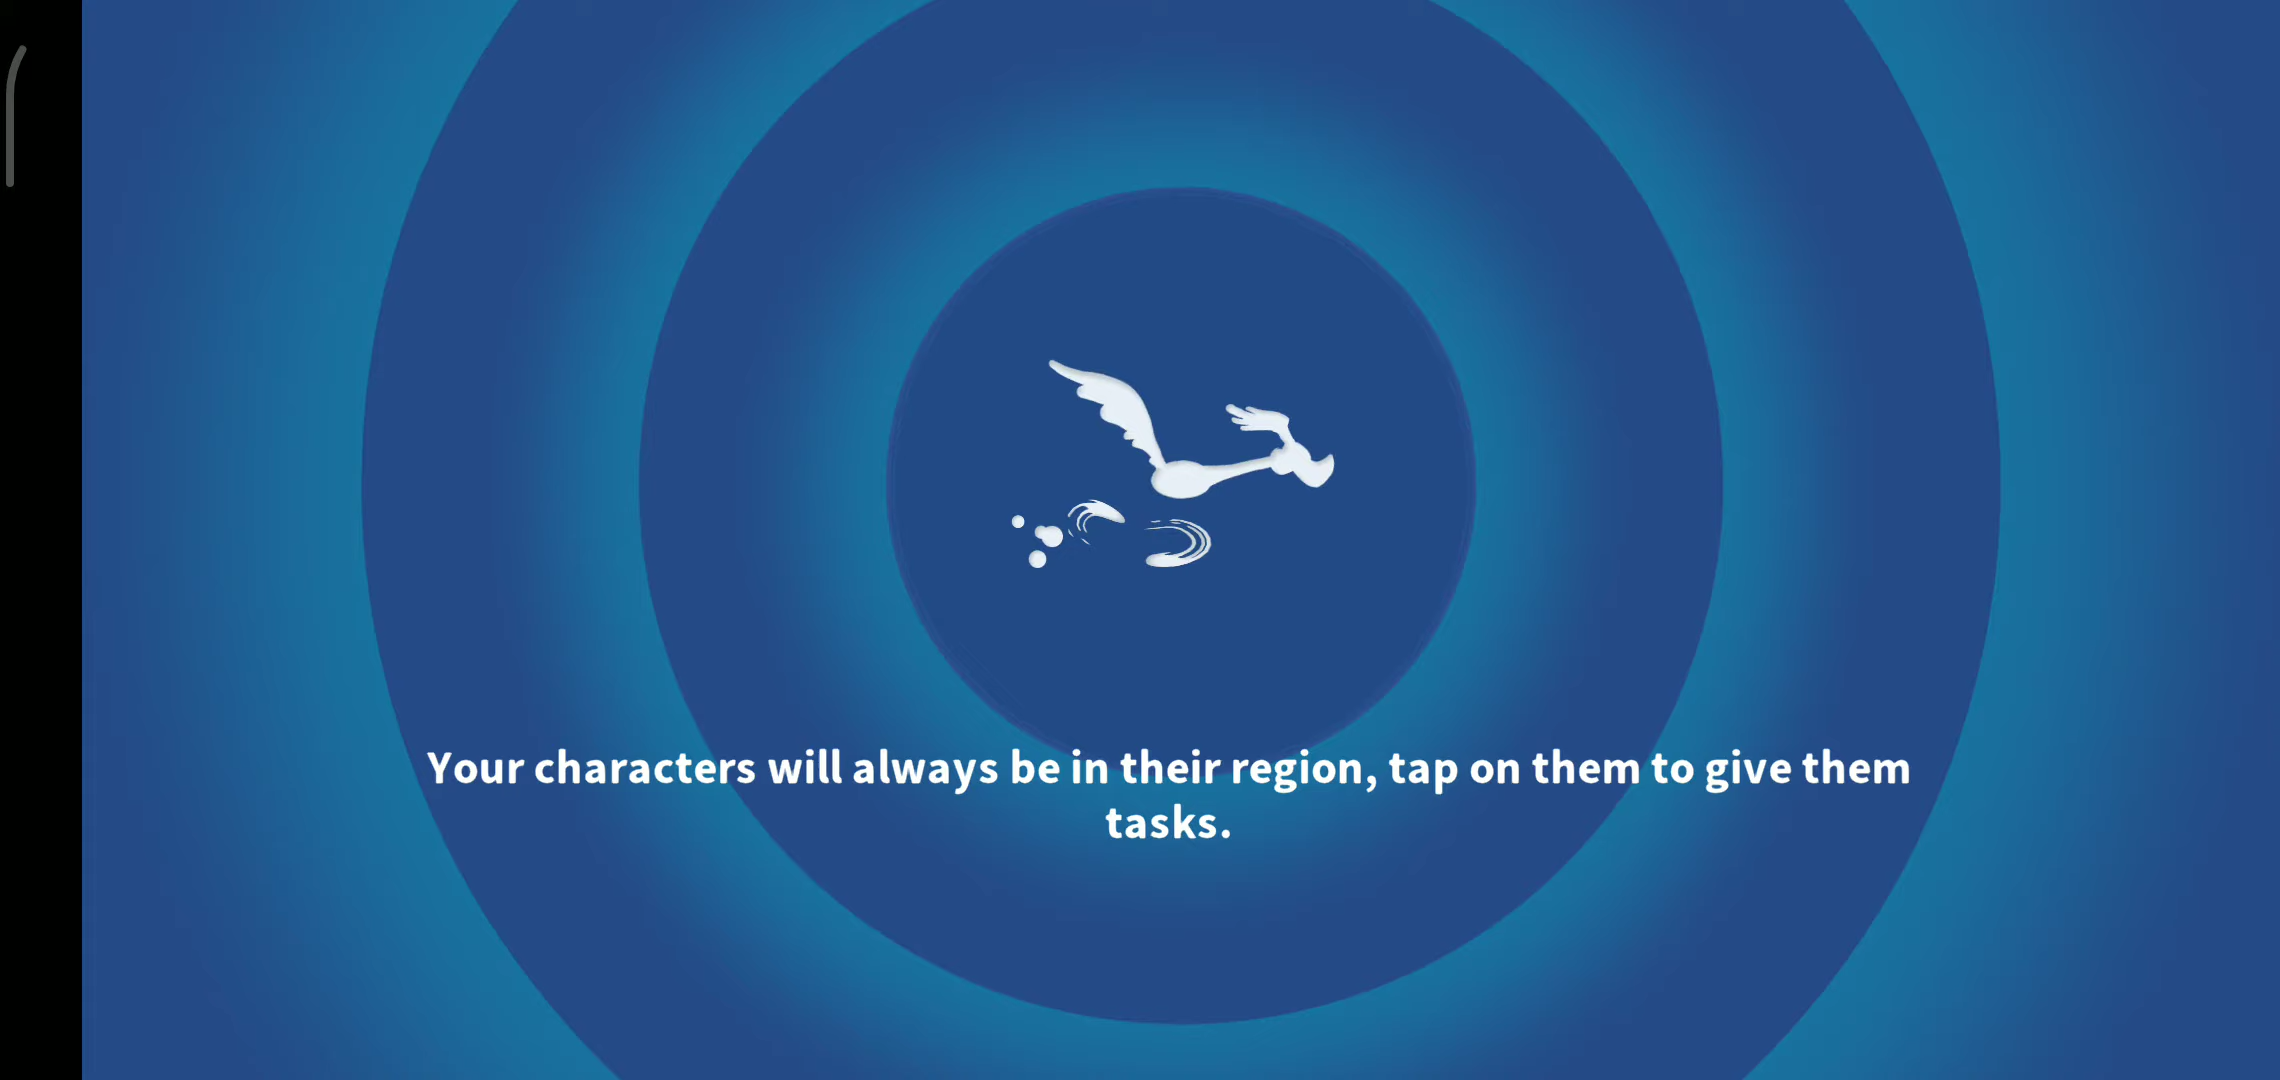 Your characters will always be in their region, tap on them to give them
tasks.